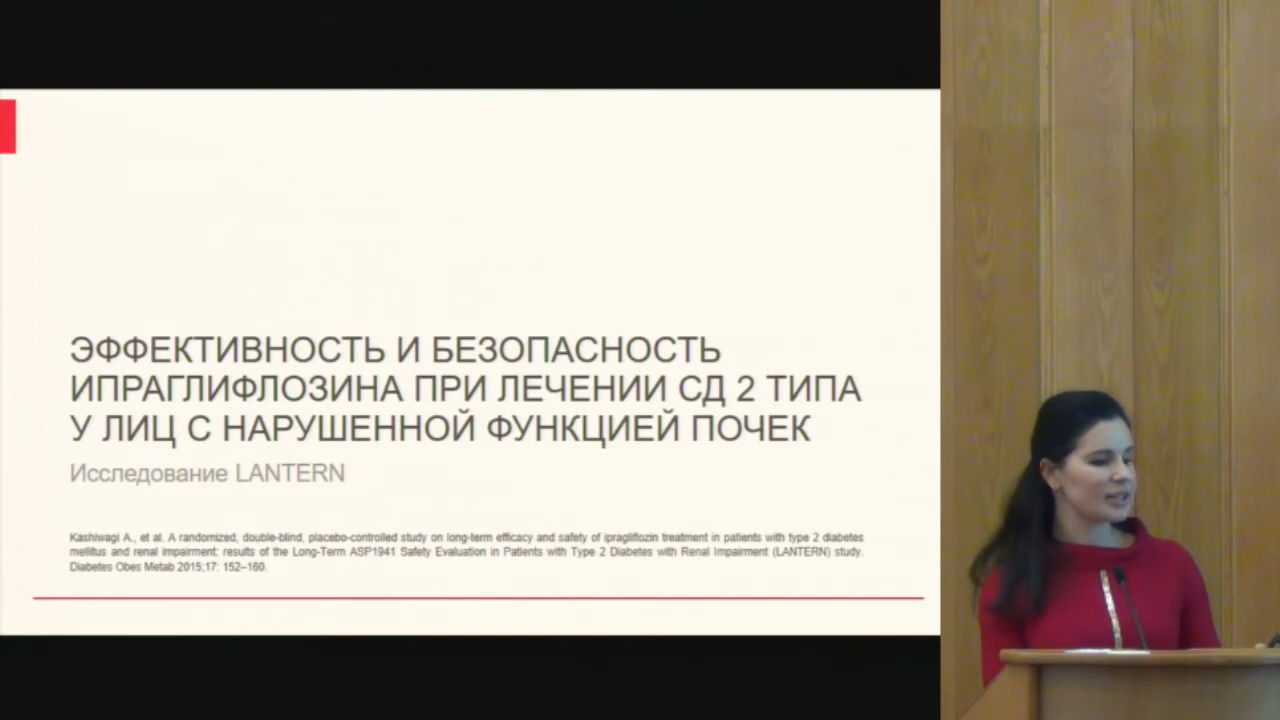 ЭФФЕКТИВНОСТЬ И БЕЗОПАСНОСТЬ
ИПРАГЛИФЛОЗИНА ПРИ ЛЕЧЕНИИ СД 2 ТИПА
У ЛИЦ С НАРУШЕННОЙ ФУНКЦИЕЙ ПОЧЕК
Исследование LANTERN
Kashiwagi A., et al. A randomized, double-blind, placebo-controlled study on long-term efficacy and safety of ipragliflozin treatment in patients with type 2 diabetes
mellitus and renal impairment: results of the Long-Term ASP1941 Safety Evaluation in Patients with Type 2 Diabetes with Renal Impairment (LANTERN) study.
Diabetes Obes Metab 2015;17: 152–160.